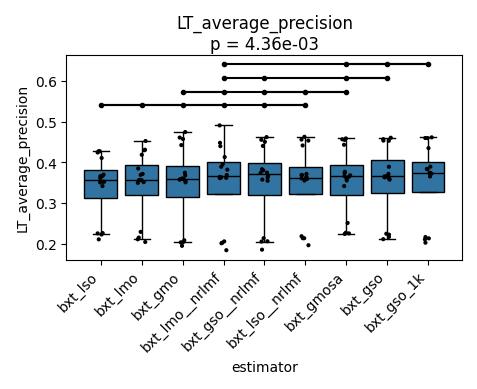 LT_average_precision
p = 4.36e-03
LT_average_precision
0.6
0.5
0.4
0.3
0.2
bxt_lso
bxt_lmo
bxt_gmo
bxt_lmo__nrlmf
bxt_gso__nrlmf
bxt_lso__nrlmf
bxt_gmosa
bxt_gso
bxt_gso_1k
estimator